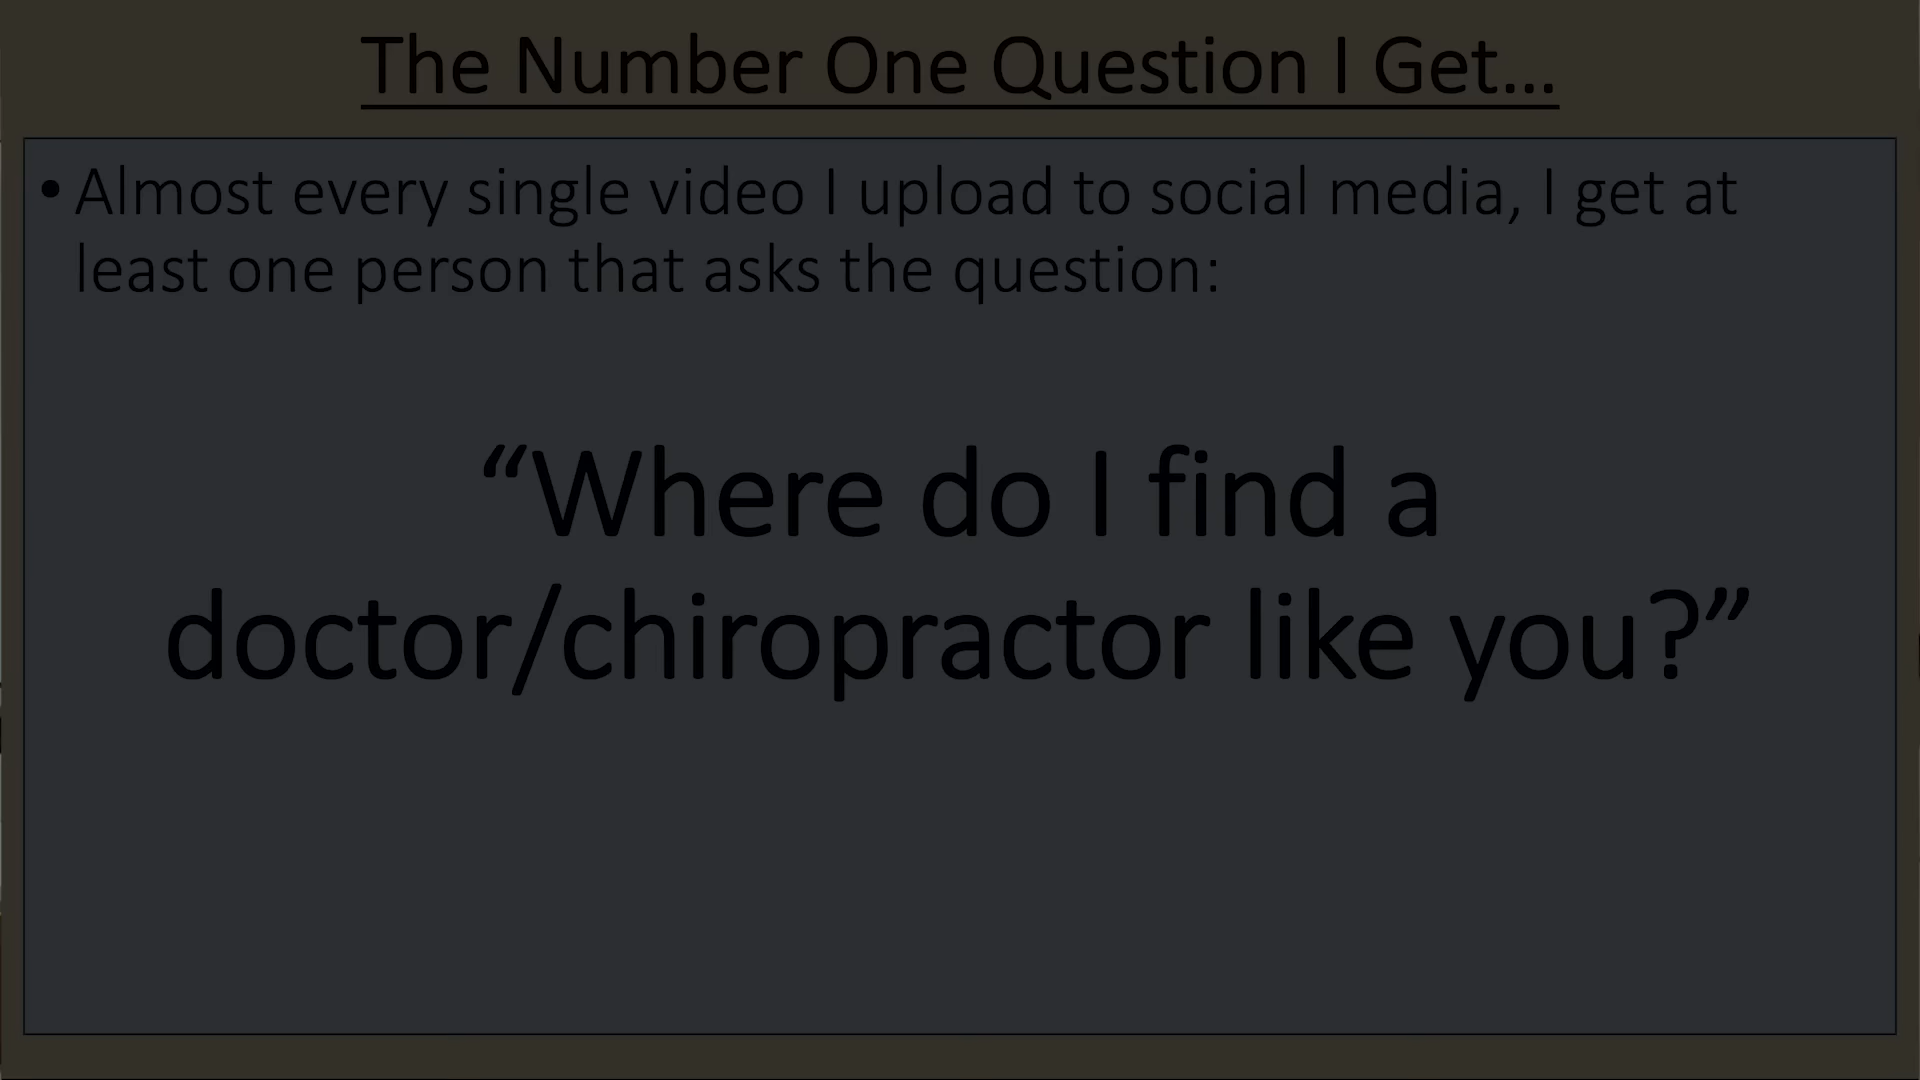 The Number One Question I Get...
• Almost every single video I upload to social media, I get at
least one person that asks the question:
“Where do I find a
doctor/chiropractor like you?”